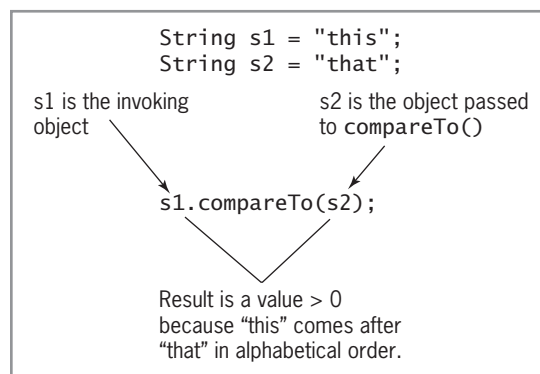 String s1 = "this";
String s2 = "that";
s1 is the invoking
object
s2 is the object passed
to compareTo()
s1.compareTo(s2);
Result is a value > 0
because “this” comes after
“that” in alphabetical order.